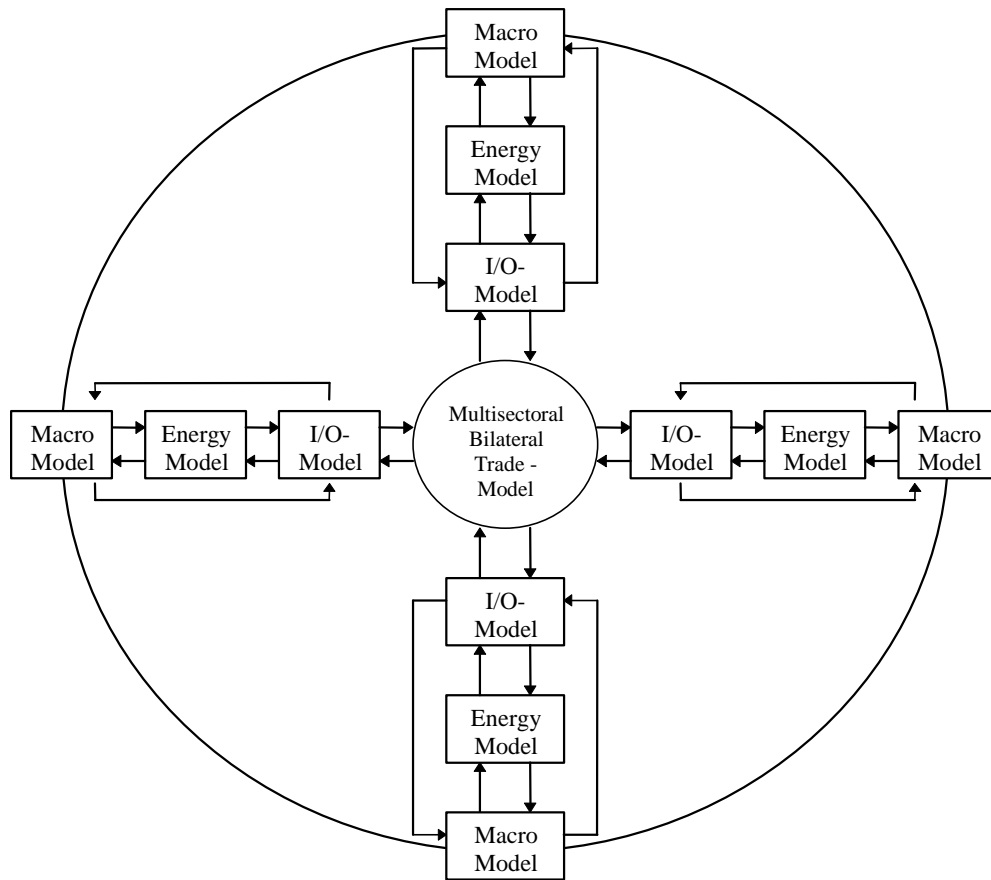 Macro
Model
Energy
Model
I/O-
Model
Macro
Model
Energy
Model
I/O-
Model
Multisectoral
Bilateral
Trade -
Model
I/O-
Model
Energy
Model
Macro
Model
I/O-
Model
Energy
Model
Macro
Model